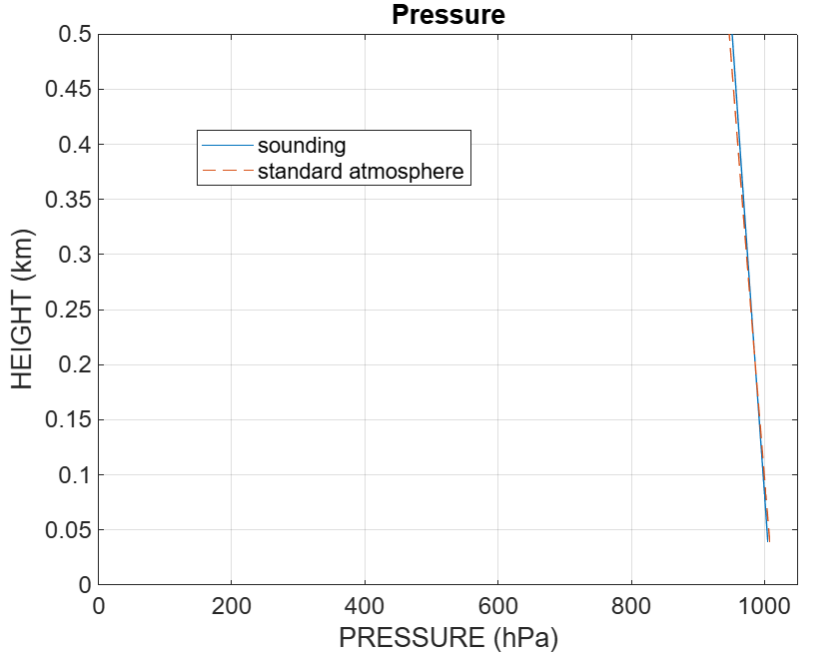 Pressure
0.5
0.45
0.4
0.35
0.3
0.25
0.2
0.15
0.1
0.05
0
HEIGHT (km)
sounding
standard atmosphere
0 200 400 600 800 1000
PRESSURE (hPa)